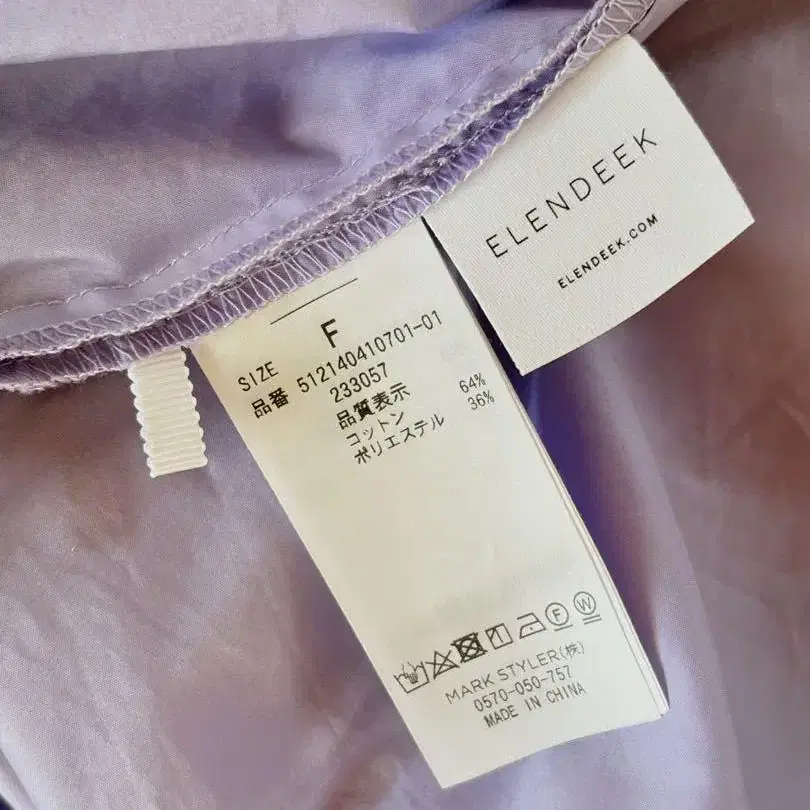 ELENDEEK
ELENDEEK.COM
SIZE F
品番 512140410701-01
233057
品質表示
コットン 64%
ポリエステル 36%
F W
MARK STYLER(株)
0570-050-757
MADE IN CHINA